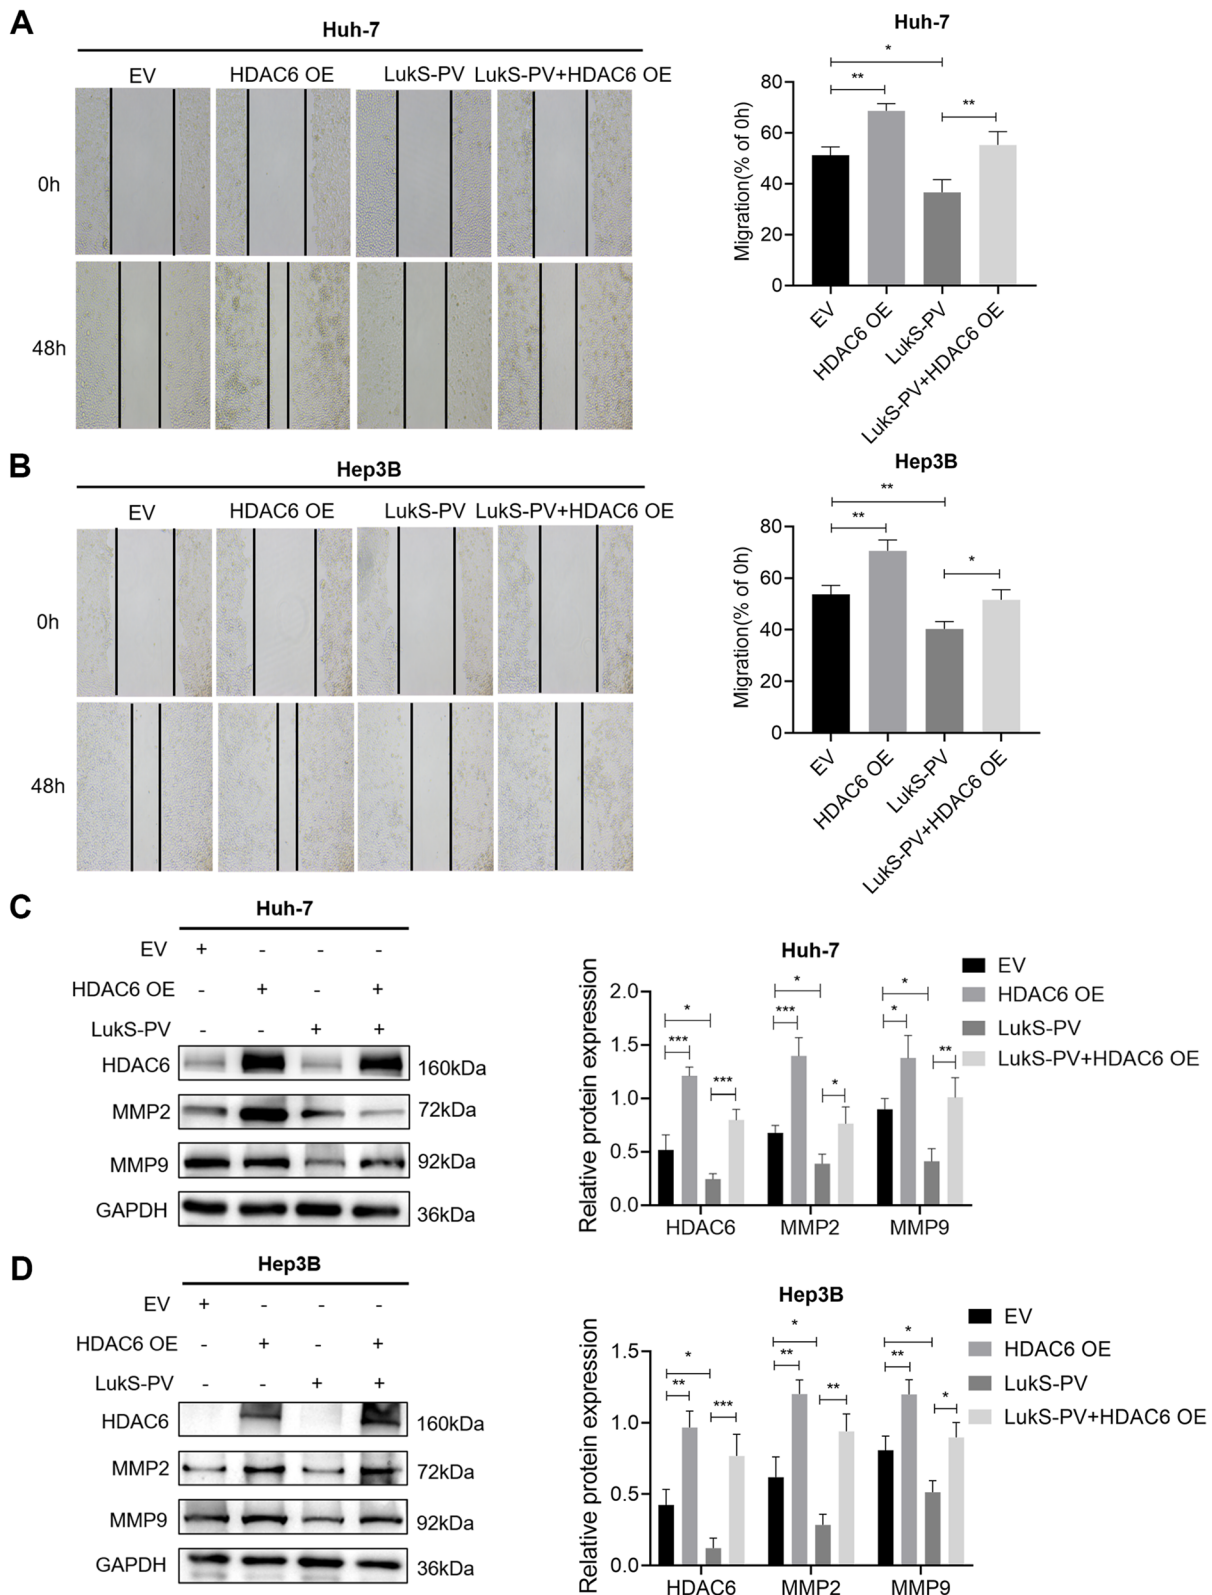 A
Huh-7
EV HDAC6 OE LukS-PV LukS-PV+HDAC6 OE
0h
48h
Huh-7
Migration(% of 0h)
80
60
40
20
0
* ** **
EV HDAC6 OE LukS-PV LukS-PV+HDAC6 OE
B
Hep3B
EV HDAC6 OE LukS-PV LukS-PV+HDAC6 OE
0h
48h
Hep3B
Migration(% of 0h)
80
60
40
20
0
** ** *
EV HDAC6 OE LukS-PV LukS-PV+HDAC6 OE
C
Huh-7
EV + - - -
HDAC6 OE - + - +
LukS-PV - - + +
HDAC6 160kDa
MMP2 72kDa
MMP9 92kDa
GAPDH 36kDa
Huh-7
Relative protein expression
2.0
1.5
1.0
0.5
0.0
* *** *** * *** * * * **
HDAC6 MMP2 MMP9
EV
HDAC6 OE
LukS-PV
LukS-PV+HDAC6 OE
D
Hep3B
EV + - - -
HDAC6 OE - + - +
LukS-PV - - + +
HDAC6 160kDa
MMP2 72kDa
MMP9 92kDa
GAPDH 36kDa
Hep3B
Relative protein expression
1.5
1.0
0.5
0.0
* ** *** * ** ** * ** *
HDAC6 MMP2 MMP9
EV
HDAC6 OE
LukS-PV
LukS-PV+HDAC6 OE